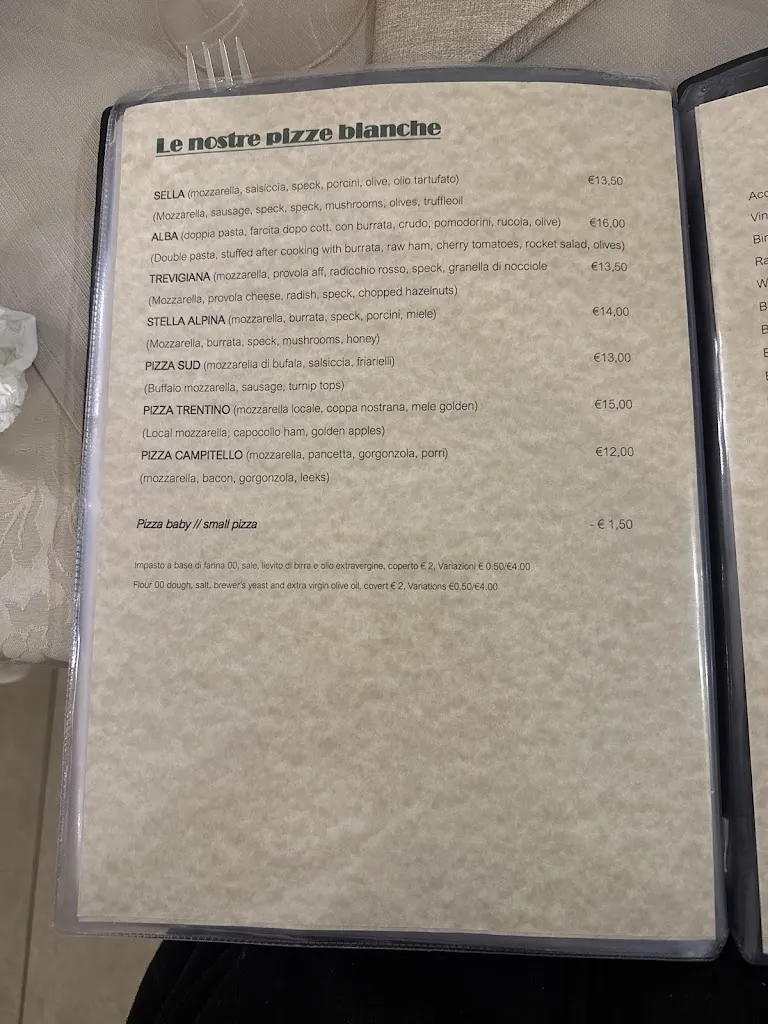 Le nostre pizze bianche
SELLA (mozzarella, salsiccia, speck, porcini, olive, olio tartufato) €13,50
(Mozzarella, sausage, speck, speck, mushrooms, olives, truffleoil
ALBA (doppia pasta, farcita dopo cott. con burrata, crudo, pomodorini, rucola, olive) €16,00
(Double pasta, stuffed after cooking with burrata, raw ham, cherry tomatoes, rocket salad, olives)
TREVIGIANA (mozzarella, provola aff, radicchio rosso, speck, granella di nocciole €13,50
(Mozzarella, provola cheese, radish, speck, chopped hazelnuts)
STELLA ALPINA (mozzarella, burrata, speck, porcini, miele) €14,00
(Mozzarella, burrata, speck, mushrooms, honey)
PIZZA SUD (mozzarella di bufala, salsiccia, friarielli) €13,00
(Buffalo mozzarella, sausage, turnip tops)
PIZZA TRENTINO (mozzarella locale, coppa nostrana, mele golden) €15,00
(Local mozzarella, capocollo ham, golden apples)
PIZZA CAMPITELLO (mozzarella, pancetta, gorgonzola, porri) €12,00
(mozzarella, bacon, gorgonzola, leeks)
Pizza baby // small pizza - € 1,50
Impasto a base di farina 00, sale, lievito di birra e olio extravergine, coperto € 2, Variazioni € 0.50/€4.00
Flour 00 dough, salt, brewer's yeast and extra virgin olive oil, covert € 2, Variations €0.50/€4.00